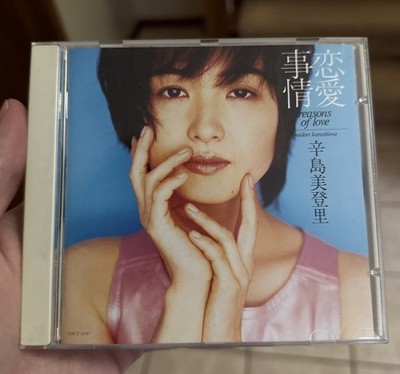 恋愛
事情
reasons
of love
midori karashima
辛島美登里